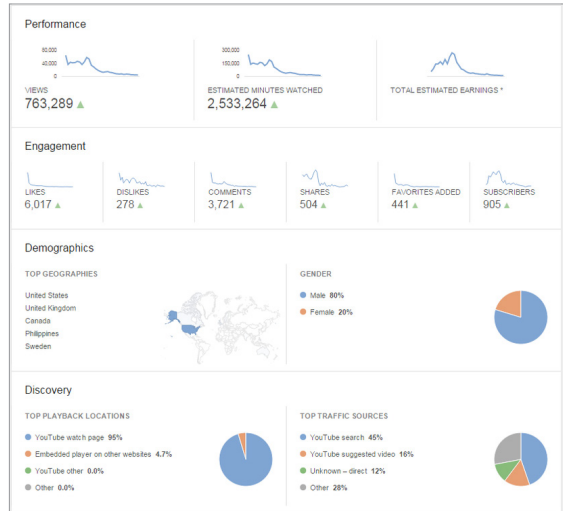 Performance
80,000
40,000
0
VIEWS
763,289
300,000
150,000
0
ESTIMATED MINUTES WATCHED
2,533,264
TOTAL ESTIMATED EARNINGS *
Engagement
LIKES
6,017
DISLIKES
278
COMMENTS
3,721
SHARES
504
FAVORITES ADDED
441
SUBSCRIBERS
905
Demographics
TOP GEOGRAPHIES
United States
United Kingdom
Canada
Philippines
Sweden
GENDER
Male 80%
Female 20%
Discovery
TOP PLAYBACK LOCATIONS
YouTube watch page 95%
Embedded player on other websites 4.7%
YouTube other 0.0%
Other 0.0%
TOP TRAFFIC SOURCES
YouTube search 45%
YouTube suggested video 16%
Unknown – direct 12%
Other 28%